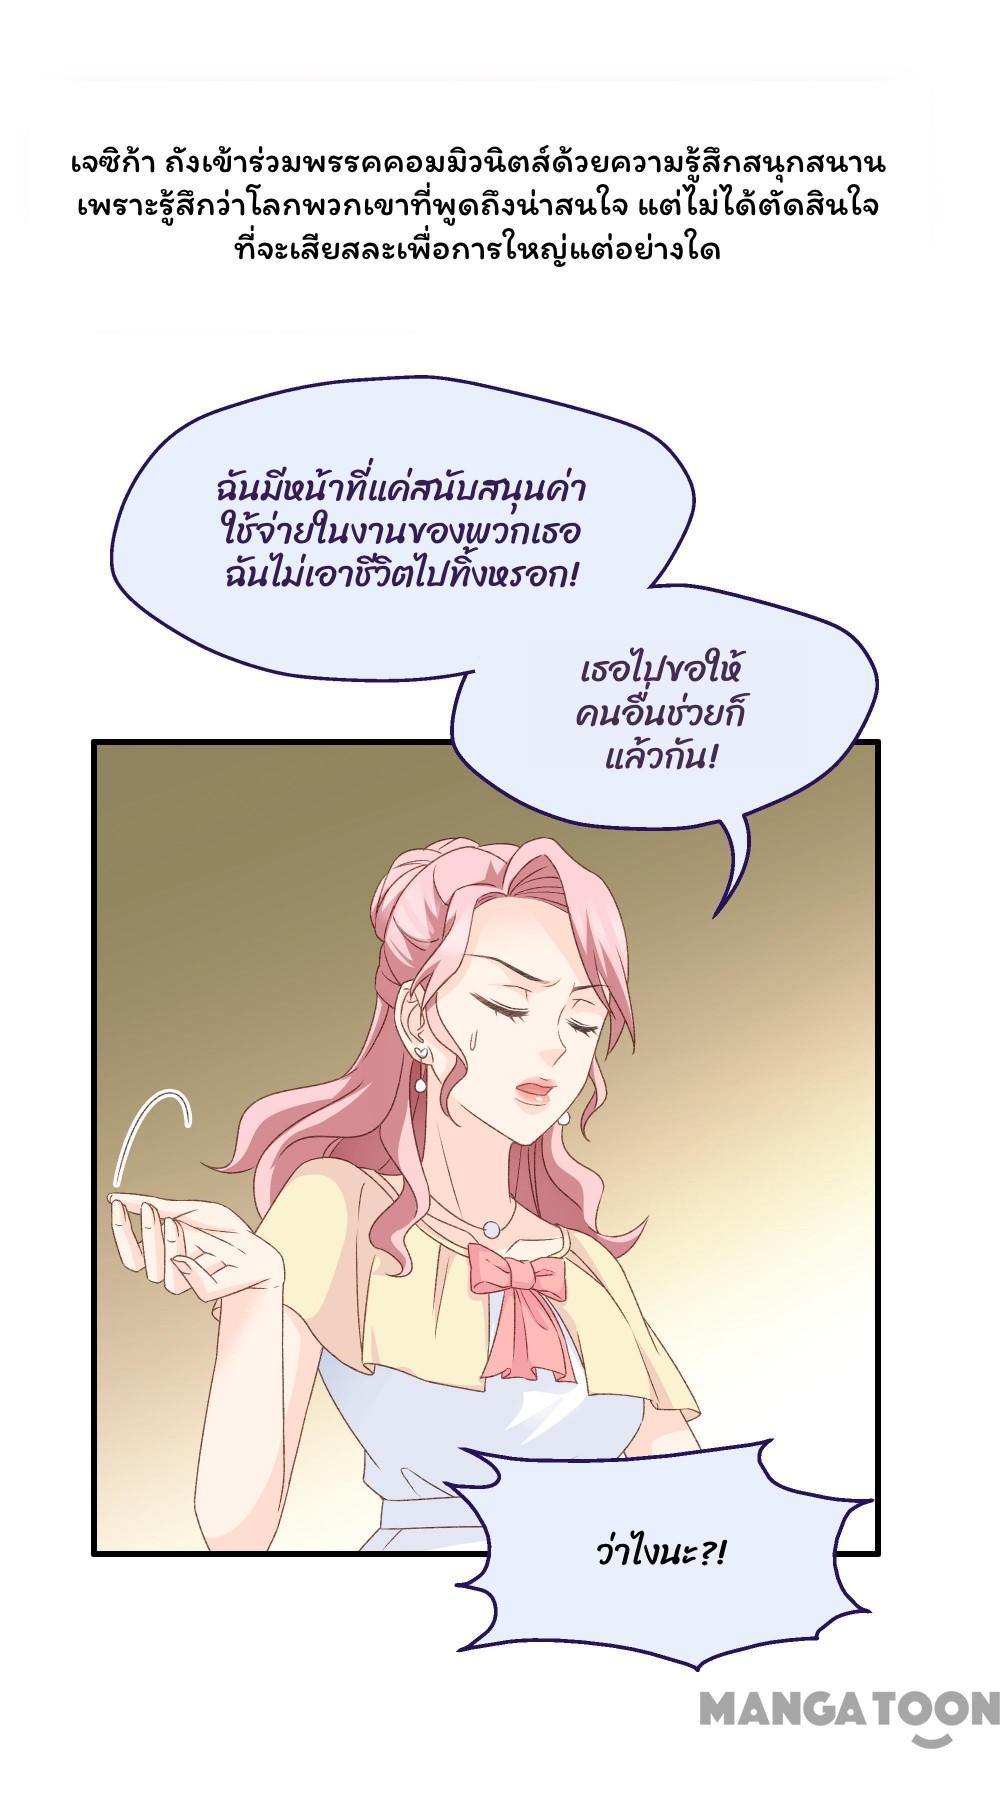 เจซิก้า ถังเข้าร่วมพรรคคอมมิวนิตส์ด้วยความรู้สึกสนุกสนาน
เพราะรู้สึกว่าโลกพวกเขาที่พูดถึงน่าสนใจ แต่ไม่ได้ตัดสินใจ
ที่จะเสียสละเพื่อการใหญ่แต่อย่างใด
ฉันมีหน้าที่แค่สนับสนุนค่า
ใช้จ่ายในงานของพวกเธอ
ฉันไม่เอาชีวิตไปทิ้งหรอก!
เธอไปขอให้
คนอื่นช่วยก็
แล้วกัน!
ว่าไงนะ?!
MANGATOON